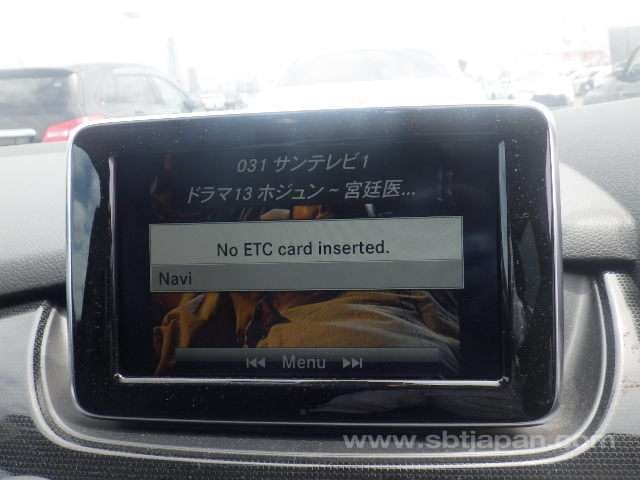 031 サンテレビ1
ドラマ13 ホジュン ~ 宮廷医...
No ETC card inserted.
Navi
Menu
www.sbtjapan.com